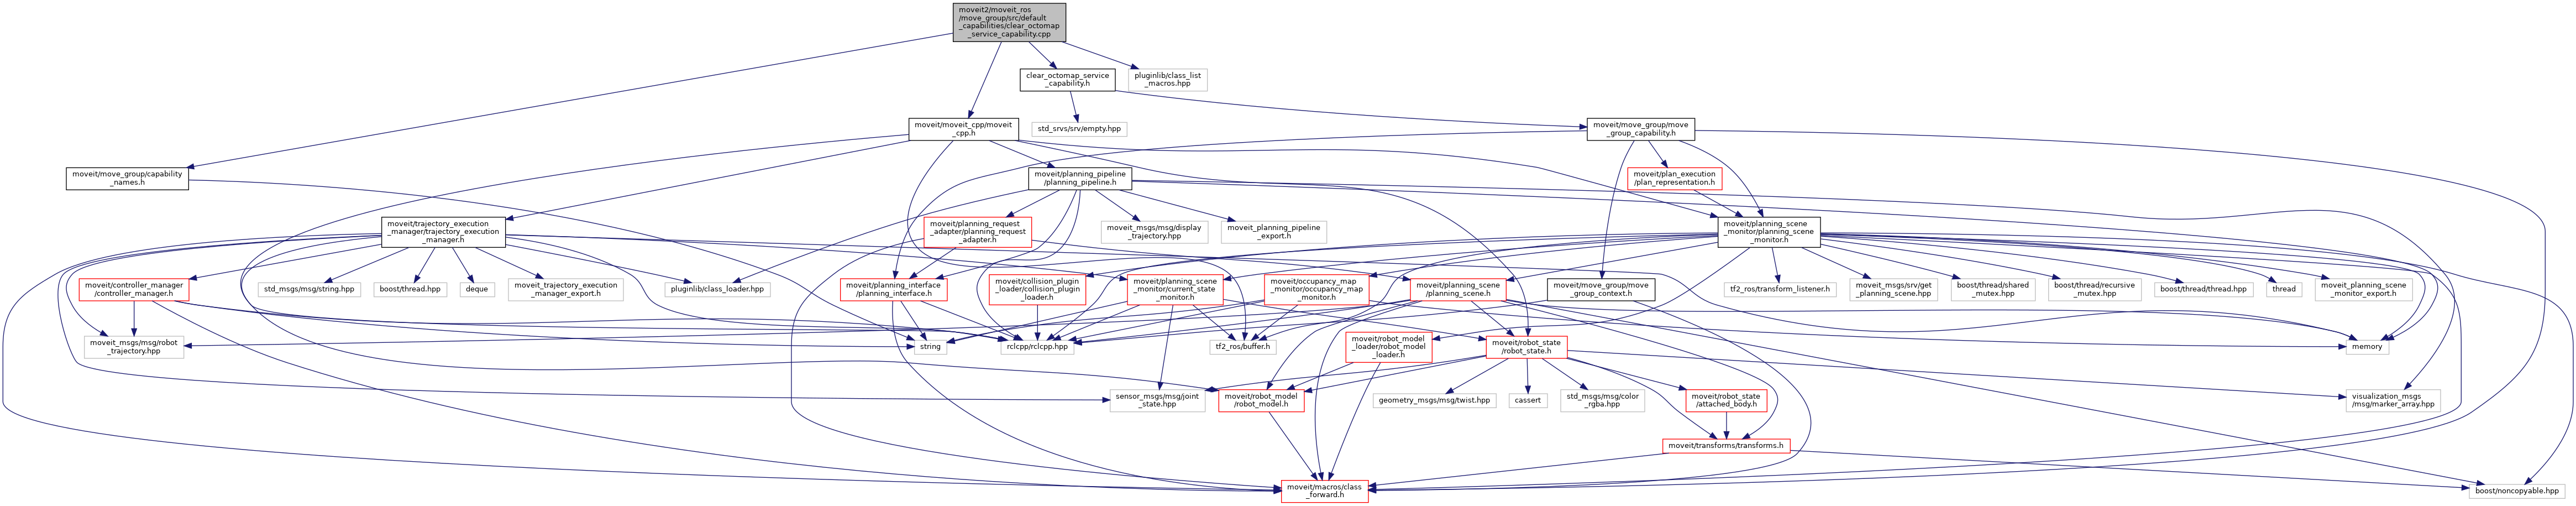 moveit2/moveit_ros
/move_group/src/default
_capabilities/clear_octomap
_service_capability.cpp
clear_octomap_service
_capability.h
pluginlib/class_list
_macros.hpp
moveit/moveit_cpp/moveit
_cpp.h
std_srvs/srv/empty.hpp
moveit/move_group/move
_group_capability.h
moveit/move_group/capability
_names.h
moveit/planning_pipeline
/planning_pipeline.h
moveit/plan_execution
/plan_representation.h
moveit/trajectory_execution
_manager/trajectory_execution
_manager.h
moveit/planning_request
_adapter/planning_request
_adapter.h
moveit_msgs/msg/display
_trajectory.hpp
moveit_planning_pipeline
_export.h
moveit/planning_scene
_monitor/planning_scene
_monitor.h
moveit/controller_manager
/controller_manager.h
std_msgs/msg/string.hpp
boost/thread.hpp
deque
moveit_trajectory_execution
_manager_export.h
pluginlib/class_loader.hpp
moveit/planning_interface
/planning_interface.h
moveit/collision_plugin
_loader/collision_plugin
_loader.h
moveit/planning_scene
_monitor/current_state
_monitor.h
moveit/occupancy_map
_monitor/occupancy_map
_monitor.h
moveit/planning_scene
/planning_scene.h
moveit/move_group/move
_group_context.h
tf2_ros/transform_listener.h
moveit_msgs/srv/get
_planning_scene.hpp
boost/thread/shared
_mutex.hpp
boost/thread/recursive
_mutex.hpp
boost/thread/thread.hpp
thread
moveit_planning_scene
_monitor_export.h
moveit_msgs/msg/robot
_trajectory.hpp
string
rclcpp/rclcpp.hpp
tf2_ros/buffer.h
moveit/robot_model
_loader/robot_model
_loader.h
moveit/robot_state
/robot_state.h
memory
sensor_msgs/msg/joint
_state.hpp
moveit/robot_model
/robot_model.h
geometry_msgs/msg/twist.hpp
cassert
std_msgs/msg/color
_rgba.hpp
moveit/robot_state
/attached_body.h
visualization_msgs
/msg/marker_array.hpp
moveit/transforms/transforms.h
moveit/macros/class
_forward.h
boost/noncopyable.hpp